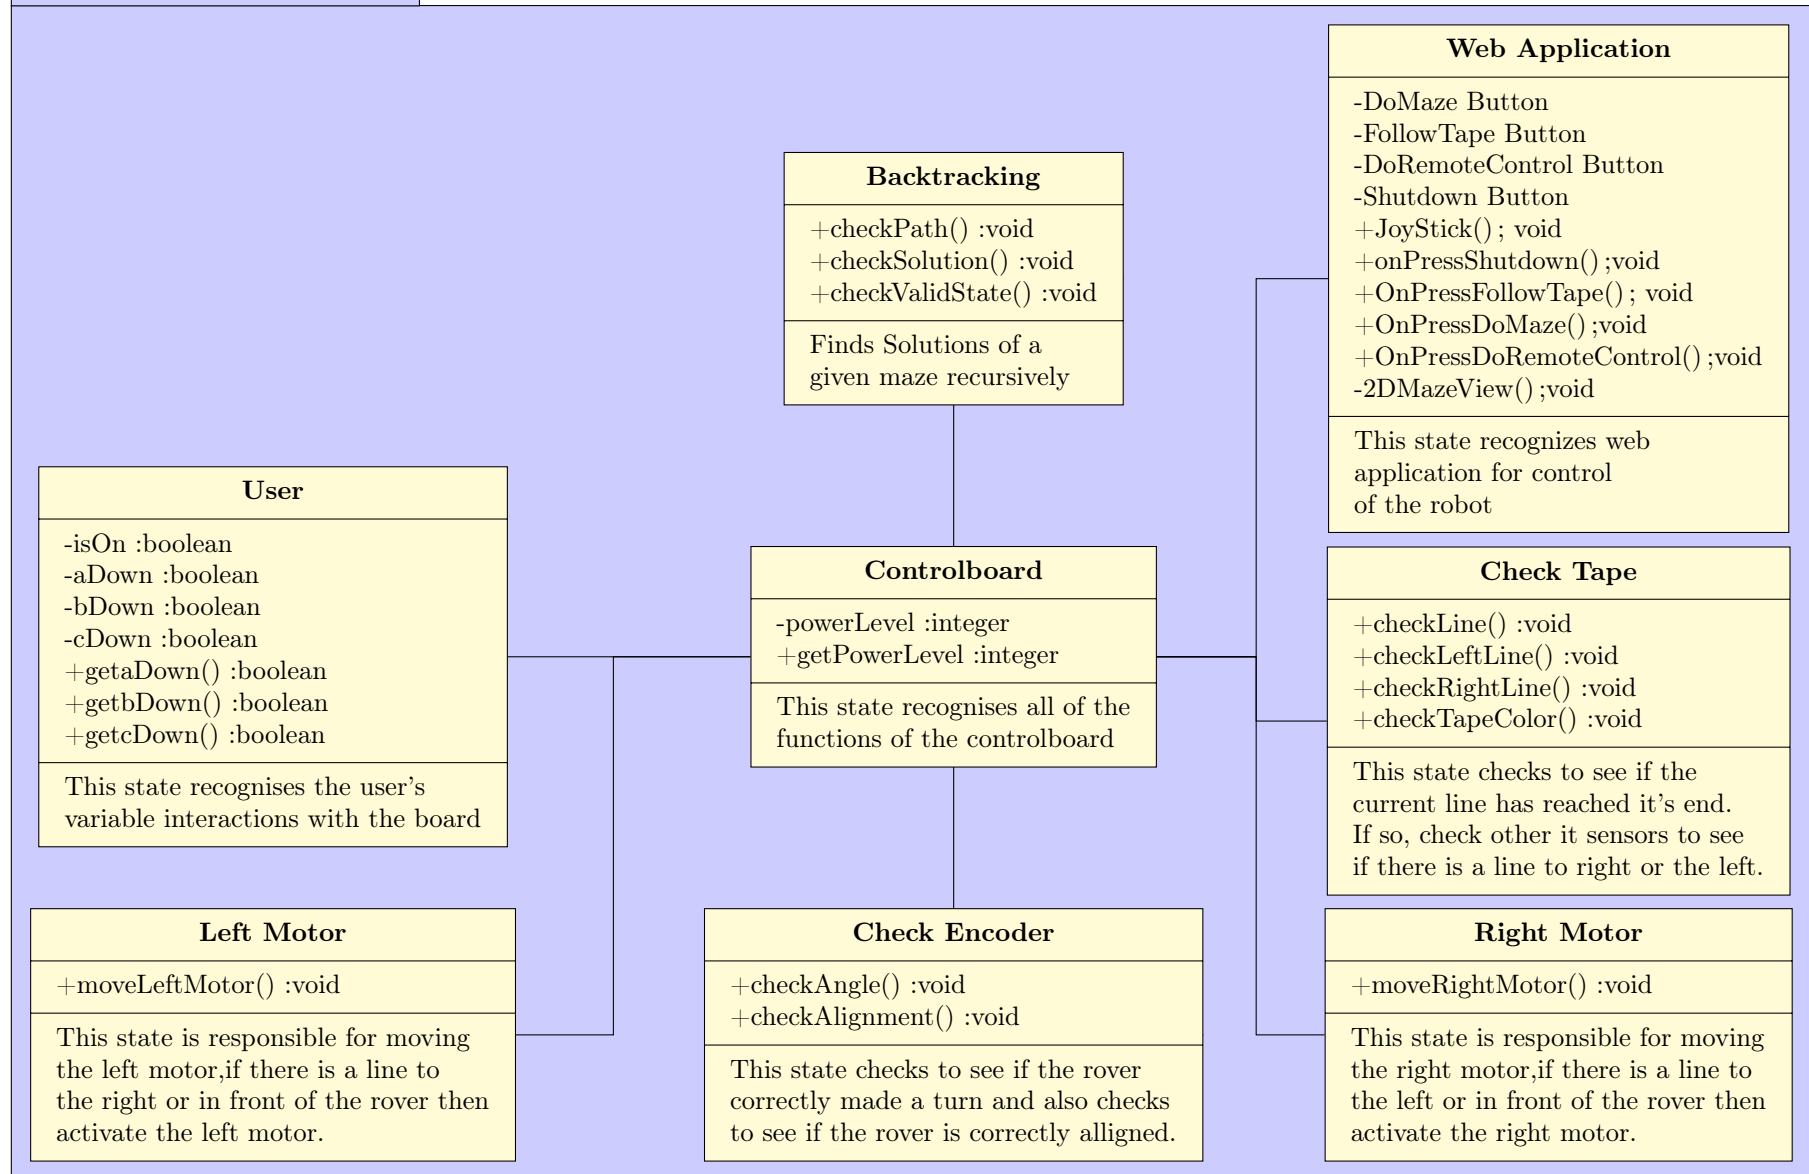 Web Application
-DoMaze Button
-FollowTape Button
-DoRemoteControl Button
-Shutdown Button
+JoyStick() ; void
+onPressShutdown() ;void
+OnPressFollowTape() ; void
+OnPressDoMaze() ;void
+OnPressDoRemoteControl() ;void
-2DMazeView() ;void
This state recognizes web
application for control
of the robot
Backtracking
+checkPath() :void
+checkSolution() :void
+checkValidState() :void
Finds Solutions of a
given maze recursively
User
-isOn :boolean
-aDown :boolean
-bDown :boolean
-cDown :boolean
+getaDown() :boolean
+getbDown() :boolean
+getcDown() :boolean
This state recognises the user's
variable interactions with the board
Controlboard
-powerLevel :integer
+getPowerLevel :integer
This state recognises all of the
functions of the controlboard
Check Tape
+checkLine() :void
+checkLeftLine() :void
+checkRightLine() :void
+checkTapeColor() :void
This state checks to see if the
current line has reached it's end.
If so, check other it sensors to see
if there is a line to right or the left.
Left Motor
+moveLeftMotor() :void
This state is responsible for moving
the left motor,if there is a line to
the right or in front of the rover then
activate the left motor.
Check Encoder
+checkAngle() :void
+checkAlignment() :void
This state checks to see if the rover
correctly made a turn and also checks
to see if the rover is correctly alligned.
Right Motor
+moveRightMotor() :void
This state is responsible for moving
the right motor,if there is a line to
the left or in front of the rover then
activate the right motor.